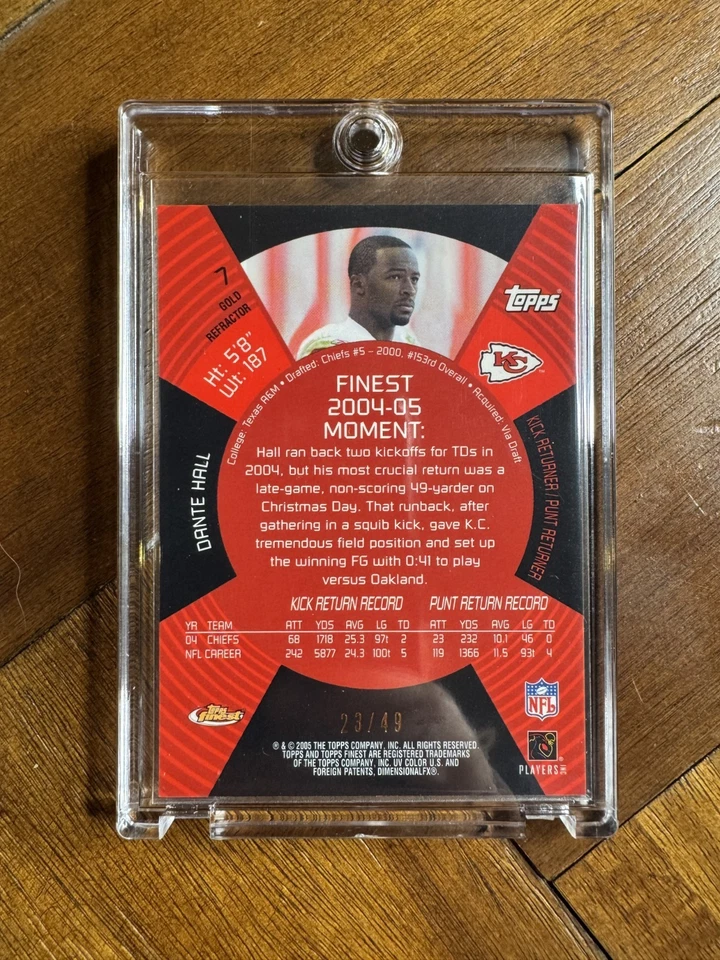 7
GOLD
REFRACTOR
Ht: 5'8"
Wt: 187
topps
KC
College: Texas A&M • Drafted: Chiefs #5 - 2000, #153rd Overall • Acquired: Via Draft
DANTE HALL
KICK RETURNER / PUNT RETURNER
FINEST
2004-05
MOMENT:
Hall ran back two kickoffs for TDs in
2004, but his most crucial return was a
late-game, non-scoring 49-yarder on
Christmas Day. That runback, after
gathering in a squib kick, gave K.C.
tremendous field position and set up
the winning FG with 0:41 to play
versus Oakland.
KICK RETURN RECORD PUNT RETURN RECORD
YR TEAM ATT YDS AVG LG TD ATT YDS AVG LG TD
04 CHIEFS 68 1718 25.3 97t 2 23 232 10.1 46 0
NFL CAREER 242 5877 24.3 100t 5 119 1366 11.5 93t 4
topps finest
NFL
23/49
PLAYERS INC
® & © 2005 THE TOPPS COMPANY, INC. ALL RIGHTS RESERVED.
TOPPS AND TOPPS FINEST ARE REGISTERED TRADEMARKS
OF THE TOPPS COMPANY, INC. UV COLOR U.S. AND
FOREIGN PATENTS, DIMENSIONALFX®.